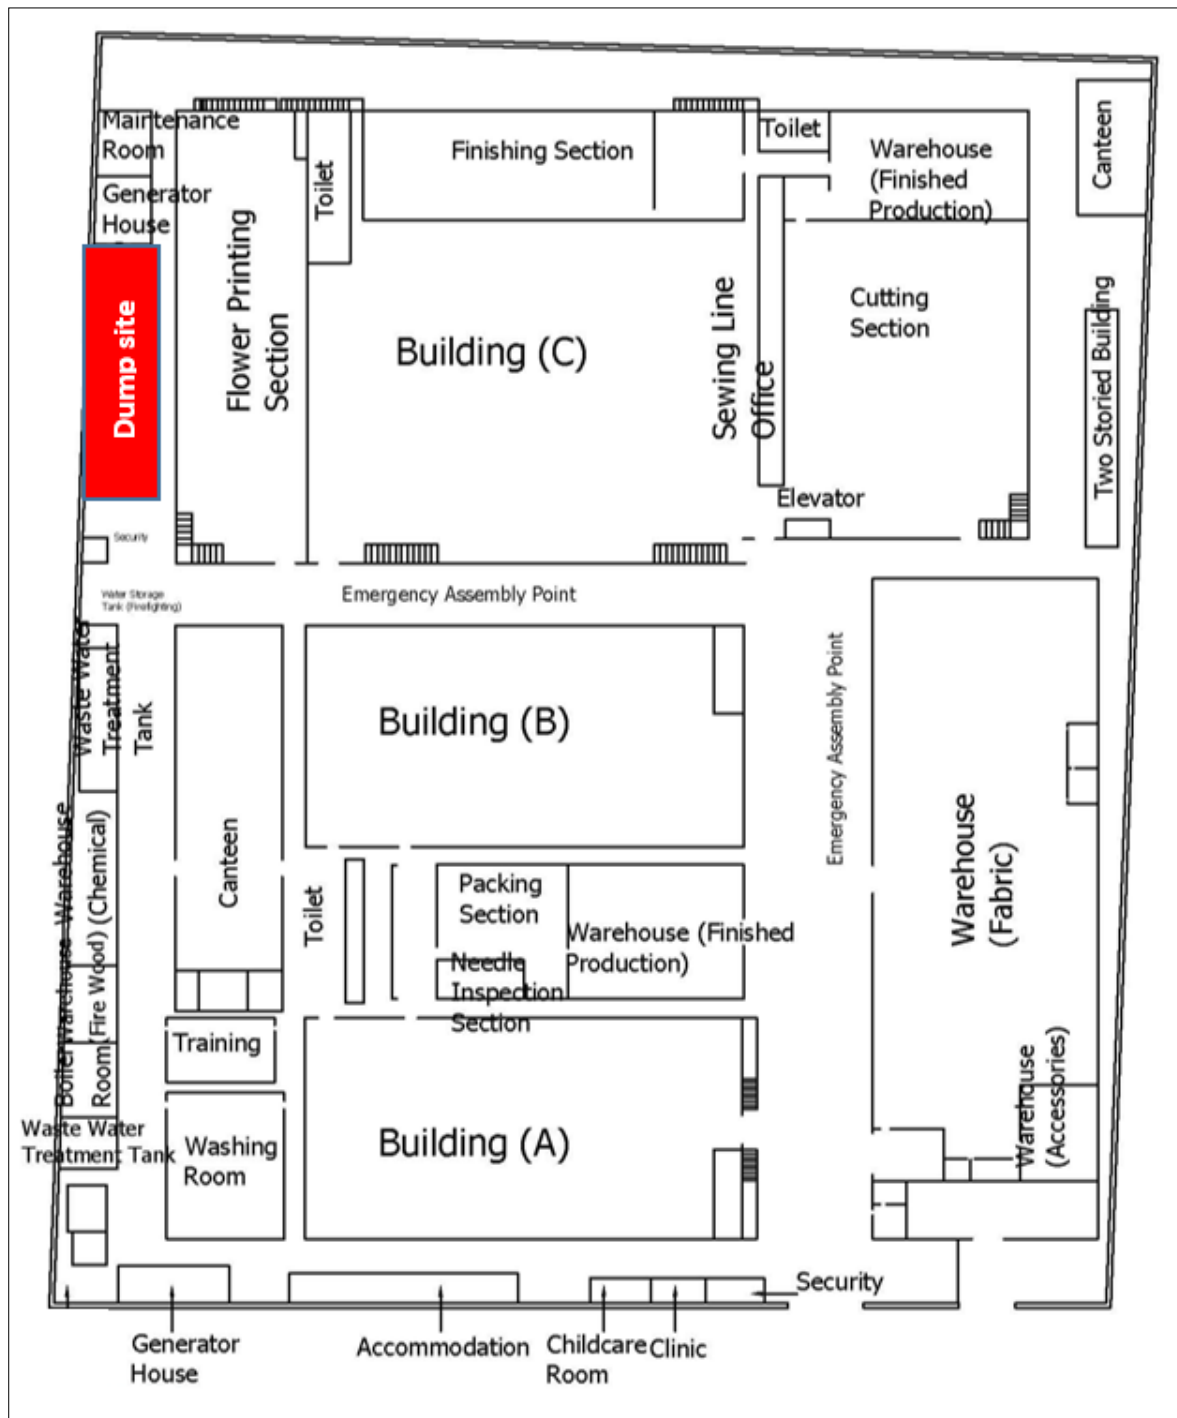 Maintenance
Room
Generator
House
Dump site
Flower Printing
Section
Toilet
Finishing Section
Toilet
Warehouse
(Finished
Production)
Canteen
Building (C)
Sewing Line
Office
Cutting
Section
Two Storied Building
Elevator
Security
Water Storage
Tank (Firefighting)
Emergency Assembly Point
Waste Water
Treatment
Tank
Building (B)
Emergency Assembly Point
Canteen
Toilet
Packing
Section
Warehouse (Finished
Production)
Needle
Inspection
Section
Warehouse
(Fabric)
Warehouse
(Chemical)
Warehouse
(Fire Wood)
Boiler
Room
Training
Waste Water
Treatment Tank
Washing
Room
Building (A)
Warehouse
(Accessories)
Security
Generator
House
Accommodation
Childcare
Room
Clinic